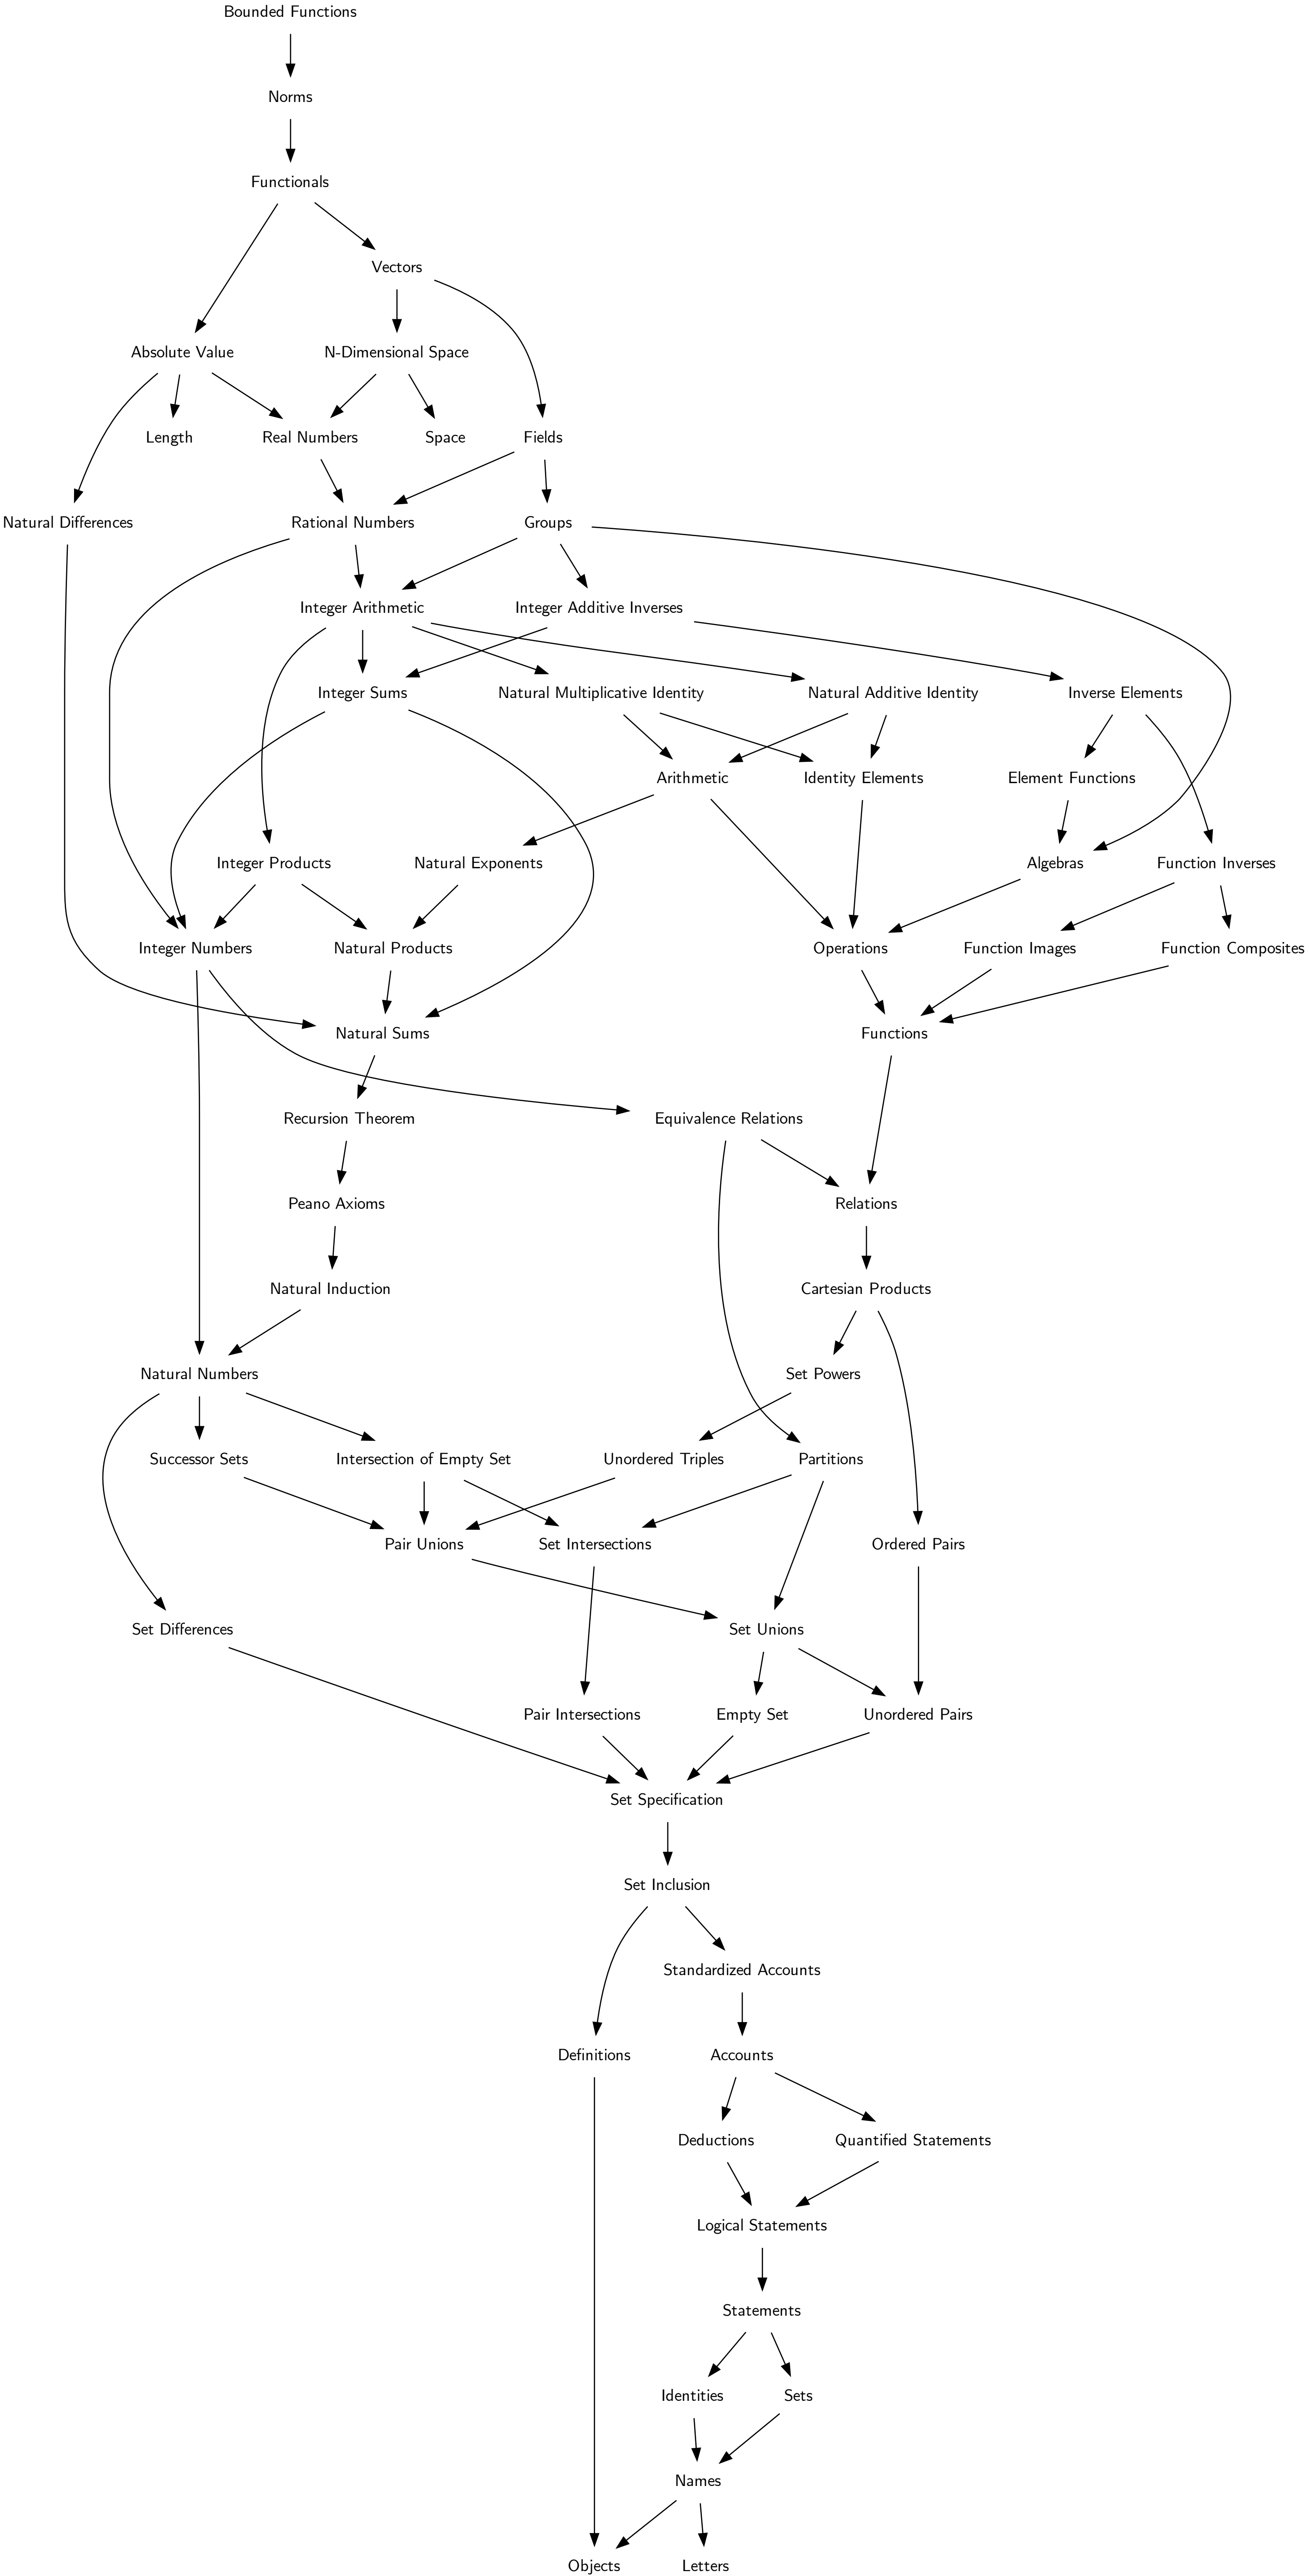 Bounded Functions
Norms
Functionals
Vectors
Absolute Value
N-Dimensional Space
Length
Real Numbers
Space
Fields
Natural Differences
Rational Numbers
Groups
Integer Arithmetic
Integer Additive Inverses
Integer Sums
Natural Multiplicative Identity
Natural Additive Identity
Inverse Elements
Arithmetic
Identity Elements
Element Functions
Integer Products
Natural Exponents
Algebras
Function Inverses
Integer Numbers
Natural Products
Operations
Function Images
Function Composites
Natural Sums
Functions
Recursion Theorem
Equivalence Relations
Peano Axioms
Relations
Natural Induction
Cartesian Products
Natural Numbers
Set Powers
Successor Sets
Intersection of Empty Set
Unordered Triples
Partitions
Pair Unions
Set Intersections
Ordered Pairs
Set Differences
Set Unions
Pair Intersections
Empty Set
Unordered Pairs
Set Specification
Set Inclusion
Standardized Accounts
Definitions
Accounts
Deductions
Quantified Statements
Logical Statements
Statements
Identities
Sets
Names
Objects
Letters